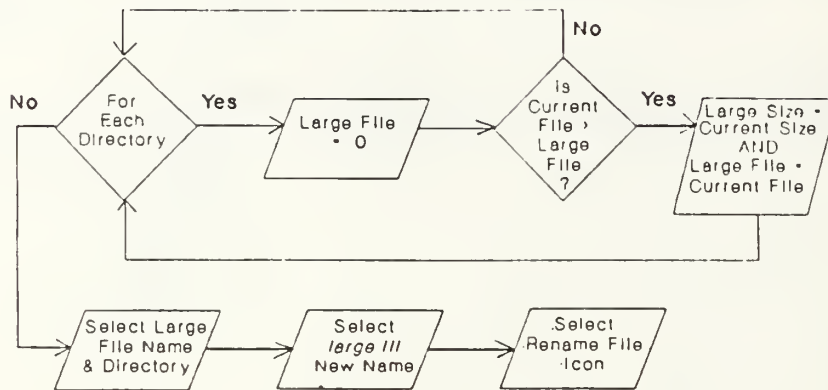 No
For
Each
Directory
Yes
Large File
= 0
No
Is
Current
File >
Large
File
?
Yes
Large Size =
Current Size
AND
Large File =
Current File
Select Large
File Name
& Directory
Select
large III
New Name
Select
Rename File
Icon